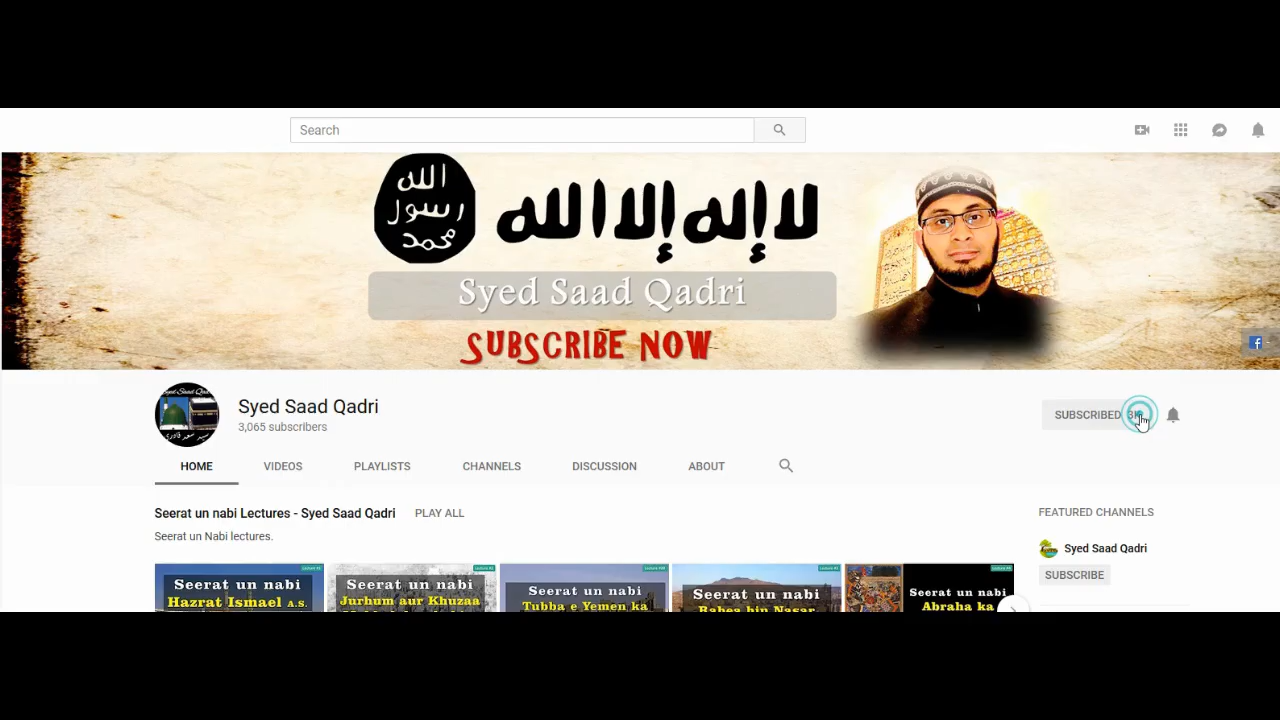 Search
الله
رسول
محمد
لا إله إلا الله
Syed Saad Qadri
SUBSCRIBE NOW
Syed Saad Qadri
3,065 subscribers
SUBSCRIBED
HOME VIDEOS PLAYLISTS CHANNELS DISCUSSION ABOUT
Seerat un nabi Lectures - Syed Saad Qadri PLAY ALL
Seerat un Nabi lectures.
FEATURED CHANNELS
Syed Saad Qadri
SUBSCRIBE
Seerat un nabi
Hazrat Ismael A.S.
Seerat un nabi
Jurhum aur Khuzaa
Seerat un nabi
Tubba e Yemen ka
Seerat un nabi
Rabea bin Nasar
Seerat un nabi
Abraha ka